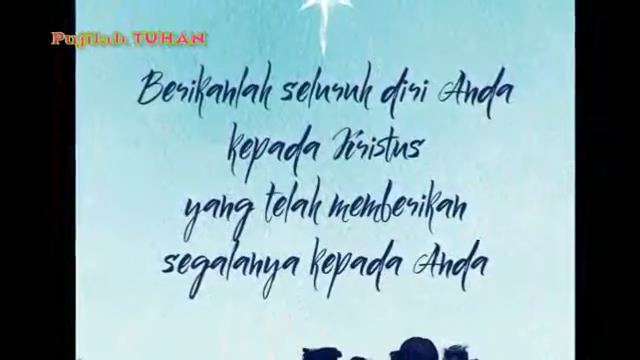 Pujilah TUHAN
Berikanlah seluruh diri Anda
kepada Kristus
yang telah memberikan
segalanya kepada Anda